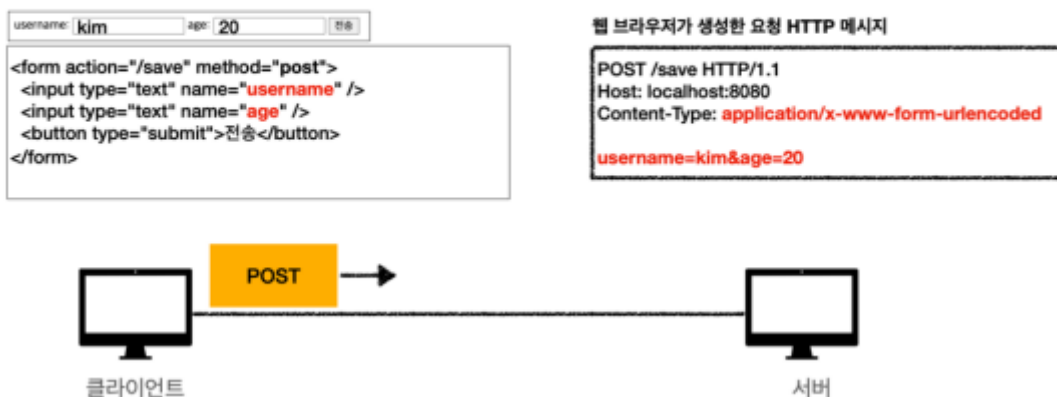 username: kim age: 20 전송
<form action="/save" method="post">
<input type="text" name="username" />
<input type="text" name="age" />
<button type="submit">전송</button>
</form>
웹 브라우저가 생성한 요청 HTTP 메시지
POST /save HTTP/1.1
Host: localhost:8080
Content-Type: application/x-www-form-urlencoded
username=kim&age=20
POST
클라이언트
서버